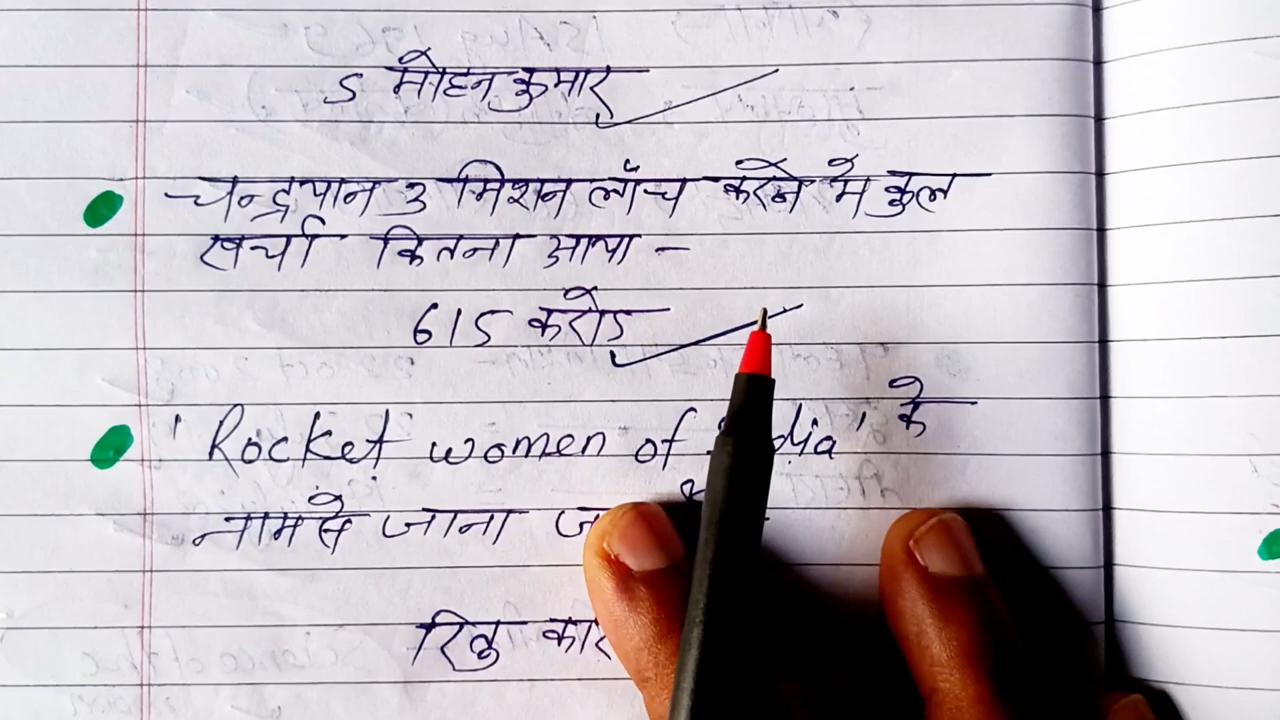 S मोहन कुमार
चन्द्रयान 3 मिशन लॉच करने मे कुल
खर्चा कितना आया -
615 करोड
'Rocket women of
' के
नाम से जाना
रितु